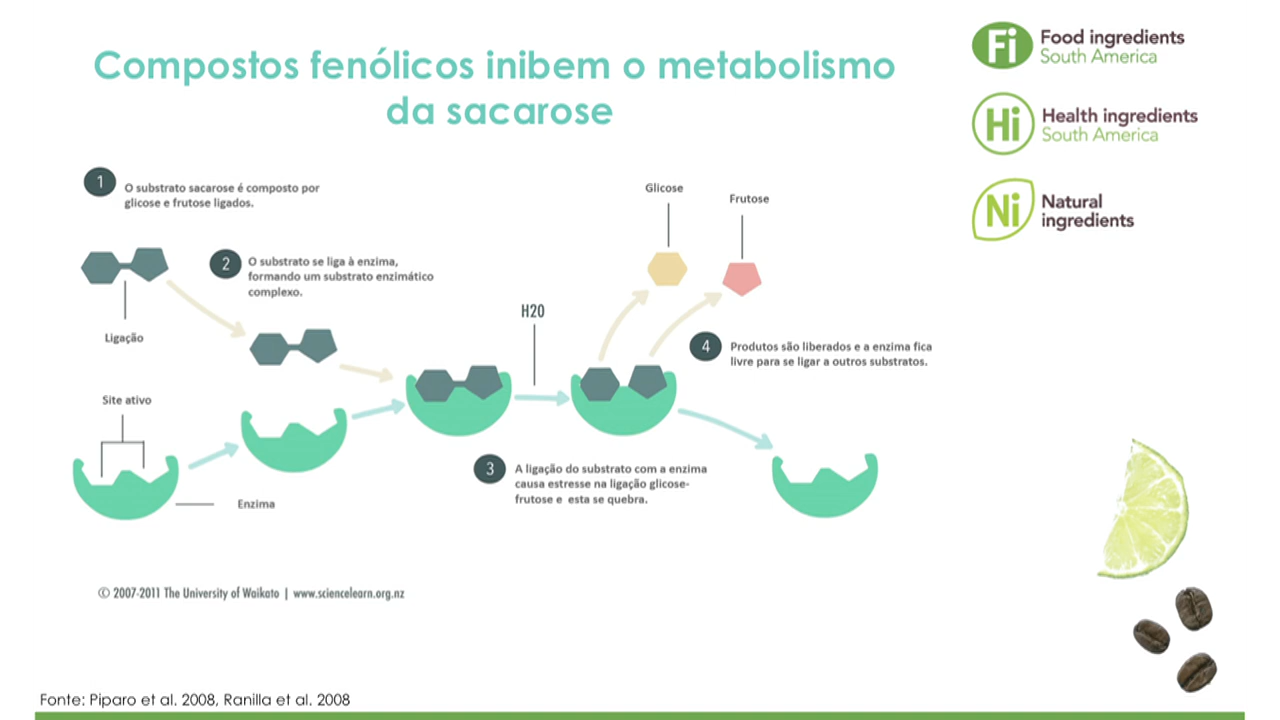 Compostos fenólicos inibem o metabolismo
da sacarose
Fi
Food ingredients
South America
Hi
Health ingredients
South America
Ni
Natural
ingredients
1
O substrato sacarose é composto por
glicose e frutose ligados.
Ligação
2
O substrato se liga à enzima,
formando um substrato enzimático
complexo.
Site ativo
Enzima
H20
3
A ligação do substrato com a enzima
causa estresse na ligação glicose-
frutose e esta se quebra.
Glicose
Frutose
4
Produtos são liberados e a enzima fica
livre para se ligar a outros substratos.
© 2007-2011 The University of Waikato | www.sciencelearn.org.nz
Fonte: Piparo et al. 2008, Ranilla et al. 2008